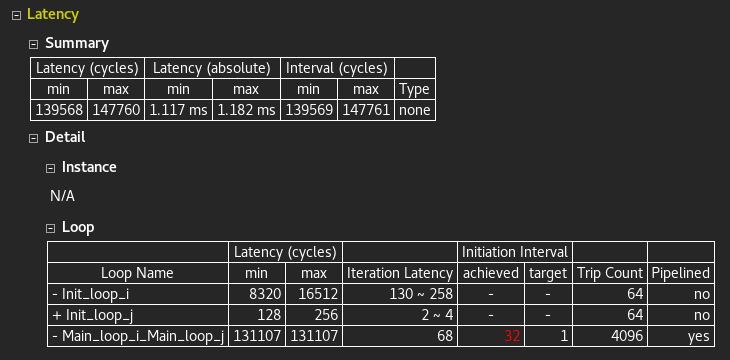 Latency
Summary
Latency (cycles) Latency (absolute) Interval (cycles)
min max min max min max Type
139568 147760 1.117 ms 1.182 ms 139569 147761 none
Detail
Instance
N/A
Loop
Latency (cycles) Initiation Interval
Loop Name min max Iteration Latency achieved target Trip Count Pipelined
- Init_loop_i 8320 16512 130 ~ 258 - - 64 no
+ Init_loop_j 128 256 2 ~ 4 - - 64 no
- Main_loop_i_Main_loop_j 131107 131107 68 32 1 4096 yes